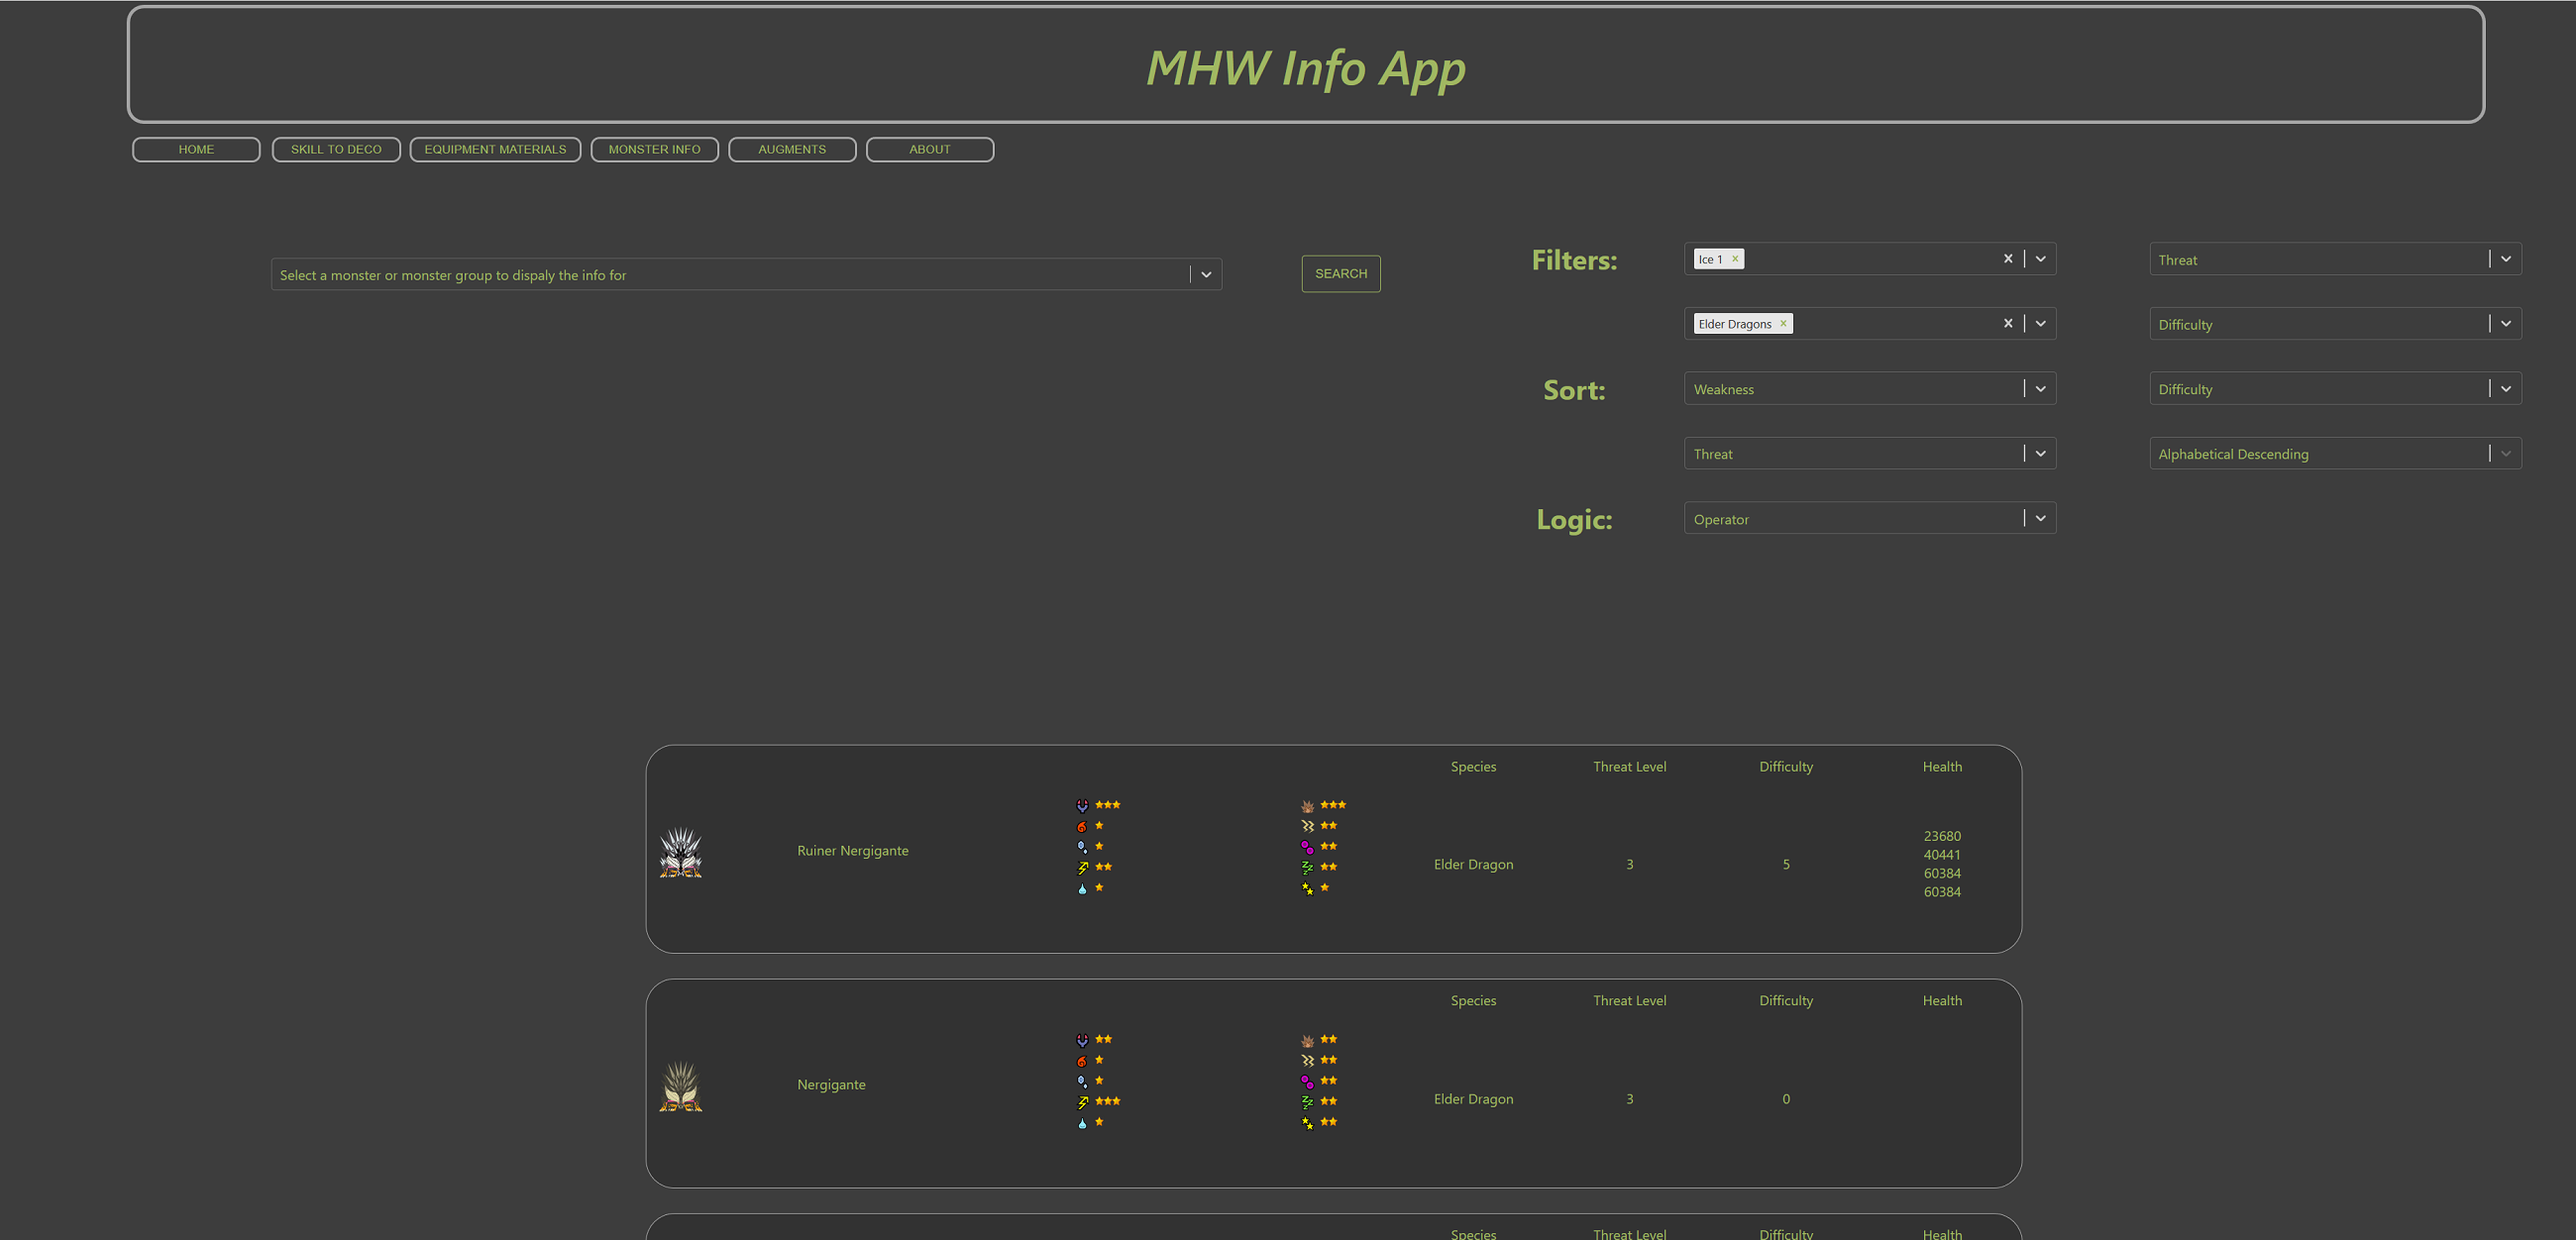 MHW Info App
HOME SKILL TO DECO EQUIPMENT MATERIALS MONSTER INFO AUGMENTS ABOUT
Select a monster or monster group to dispaly the info for
SEARCH
Filters:
Ice 1 ×
Threat
Elder Dragons ×
Difficulty
Sort:
Weakness
Difficulty
Threat
Alphabetical Descending
Logic:
Operator
Species Threat Level Difficulty Health
Ruiner Nergigante
Elder Dragon 3 5
23680
40441
60384
60384
Species Threat Level Difficulty Health
Nergigante
Elder Dragon 3 0
Species Threat Level Difficulty Health